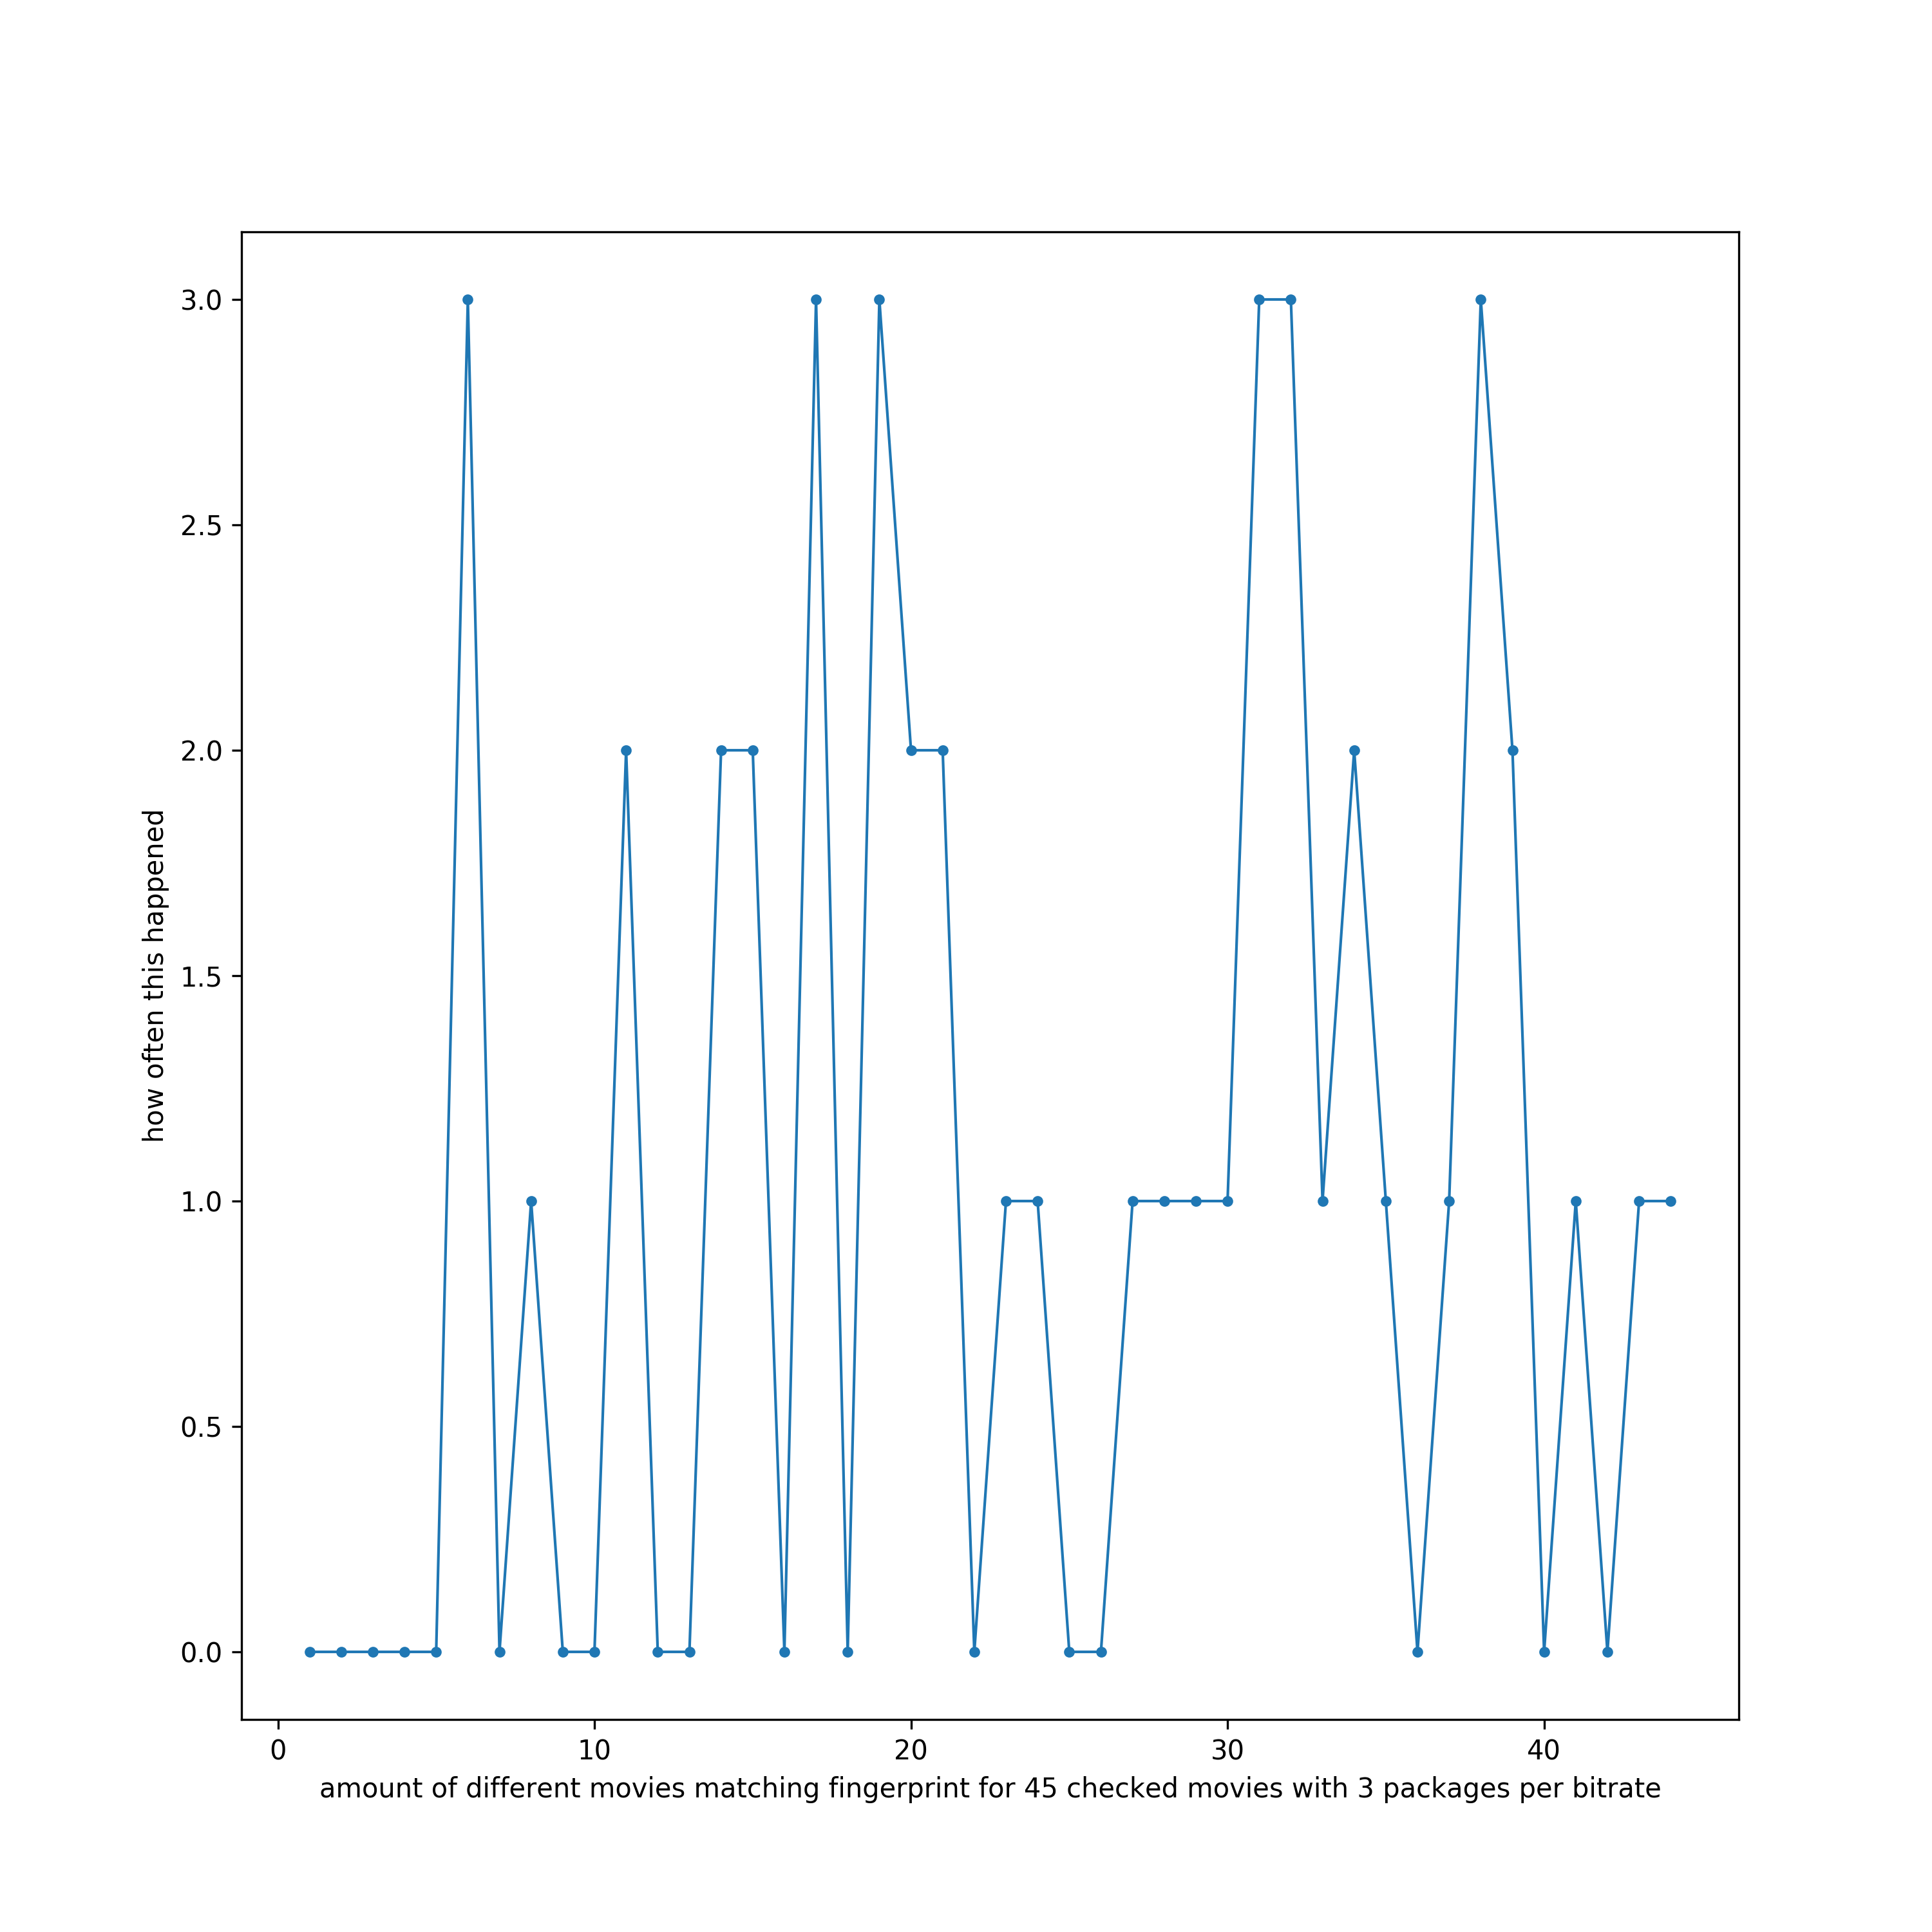 3.0
2.5
2.0
1.5
1.0
0.5
0.0
how often this happened
0 10 20 30 40
amount of different movies matching fingerprint for 45 checked movies with 3 packages per bitrate